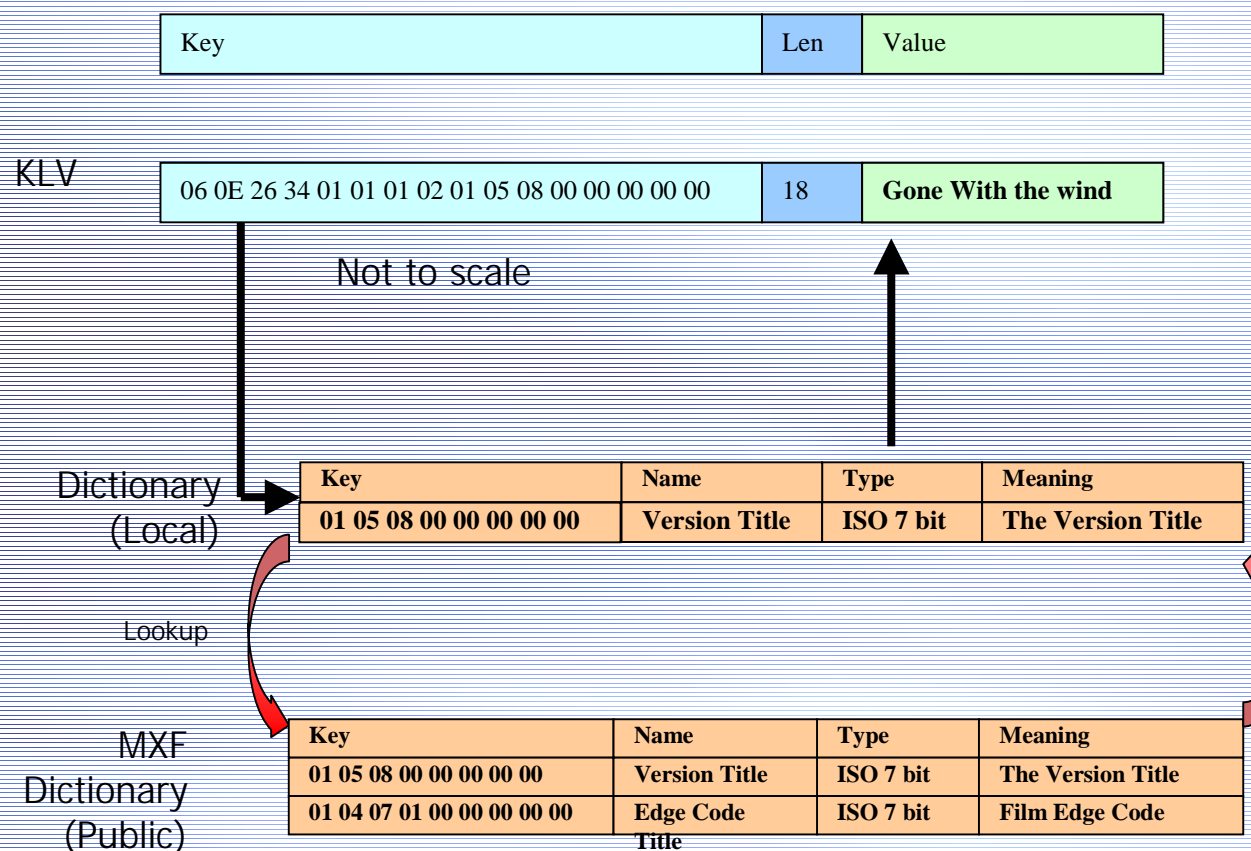 Key Len Value
KLV
06 0E 26 34 01 01 01 02 01 05 08 00 00 00 00 00 18 Gone With the wind
Not to scale
Dictionary
(Local)
Key Name Type Meaning
01 05 08 00 00 00 00 00 Version Title ISO 7 bit The Version Title
Lookup
MXF
Dictionary
(Public)
Key Name Type Meaning
01 05 08 00 00 00 00 00 Version Title ISO 7 bit The Version Title
01 04 07 01 00 00 00 00 00 Edge Code ISO 7 bit Film Edge Code
Title